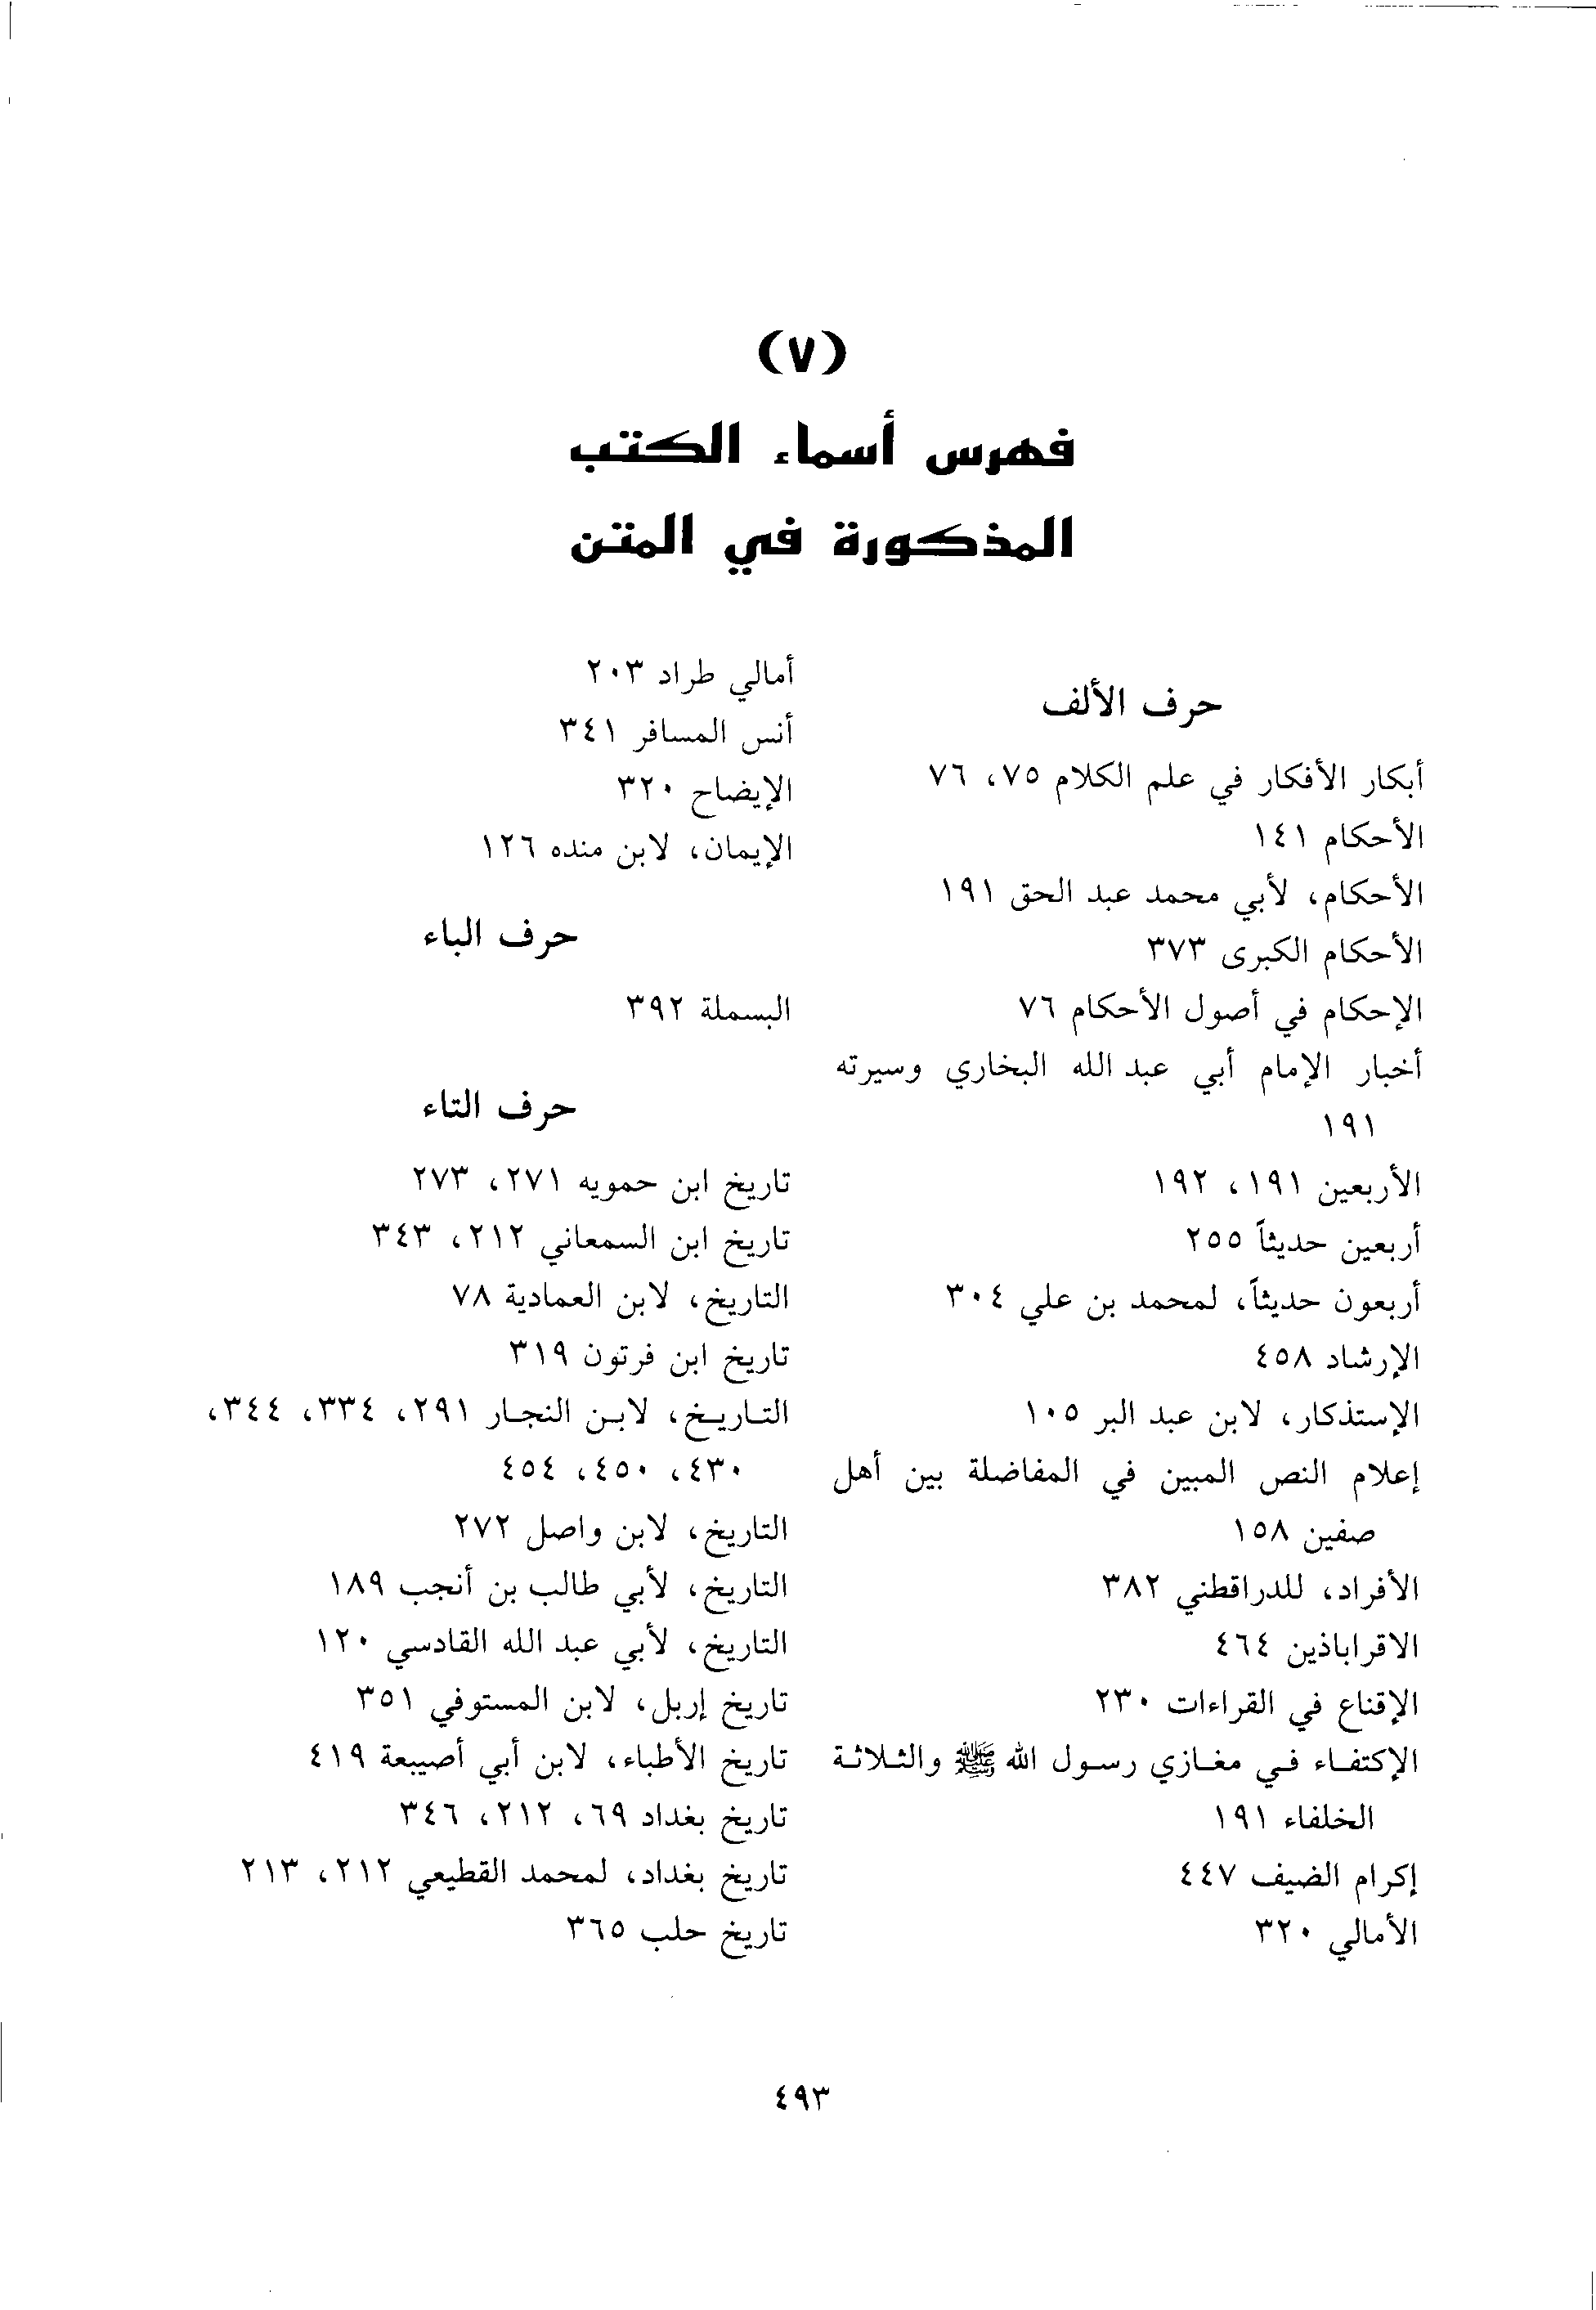 (٧)
فهرس أسماء الكتب
المذكورة في المتن
حرف الألف
أبكار الأفكار في علم الكلام ٧٥، ٧٦
الأحكام ١٤١
الأحكام، لأبي محمد عبد الحق ١٩١
الأحكام الكبرى ٣٧٣
الإحكام في أصول الأحكام ٧٦
أخبار الإمام أبي عبد الله البخاري وسيرته
١٩١
الأربعين ١٩١، ١٩٢
أربعين حديثاً ٢٥٥
أربعون حديثاً، لمحمد بن علي ٣٠٤
الإرشاد ٤٥٨
الإستذكار، لابن عبد البر ١٠٥
إعلام النص المبين في المفاضلة بين أهل
صفين ١٥٨
الأفراد، للدراقطني ٣٨٢
الاقراباذين ٤٦٤
الإقناع في القراءات ٢٣٠
الإكتفاء في مغازي رسول الله ﷺ والثلاثة
الخلفاء ١٩١
إكرام الضيف ٤٤٧
الأمالي ٣٢٠
أمالي طراد ٢٠٣
أنس المسافر ٣٤١
الإيضاح ٣٢٠
الإيمان، لابن منده ١٢٦
حرف الباء
البسملة ٣٩٢
حرف التاء
تاريخ ابن حمويه ٢٧١، ٢٧٣
تاريخ ابن السمعاني ٢١٢، ٣٤٣
التاريخ، لابن العمادية ٧٨
تاريخ ابن فرتون ٣١٩
التاريخ، لابن النجار ٢٩١، ٣٣٤، ٣٤٤،
٤٣٠، ٤٥٠، ٤٥٤
التاريخ، لابن واصل ٢٧٢
التاريخ، لأبي طالب بن أنجب ١٨٩
التاريخ، لأبي عبد الله القادسي ١٢٠
تاريخ إربل، لابن المستوفي ٣٥١
تاريخ الأطباء، لابن أبي أصيبعة ٤١٩
تاريخ بغداد ٦٩، ٢١٢، ٣٤٦
تاريخ بغداد، لمحمد القطيعي ٢١٢، ٢١٣
تاريخ حلب ٣٦٥
٤٩٣